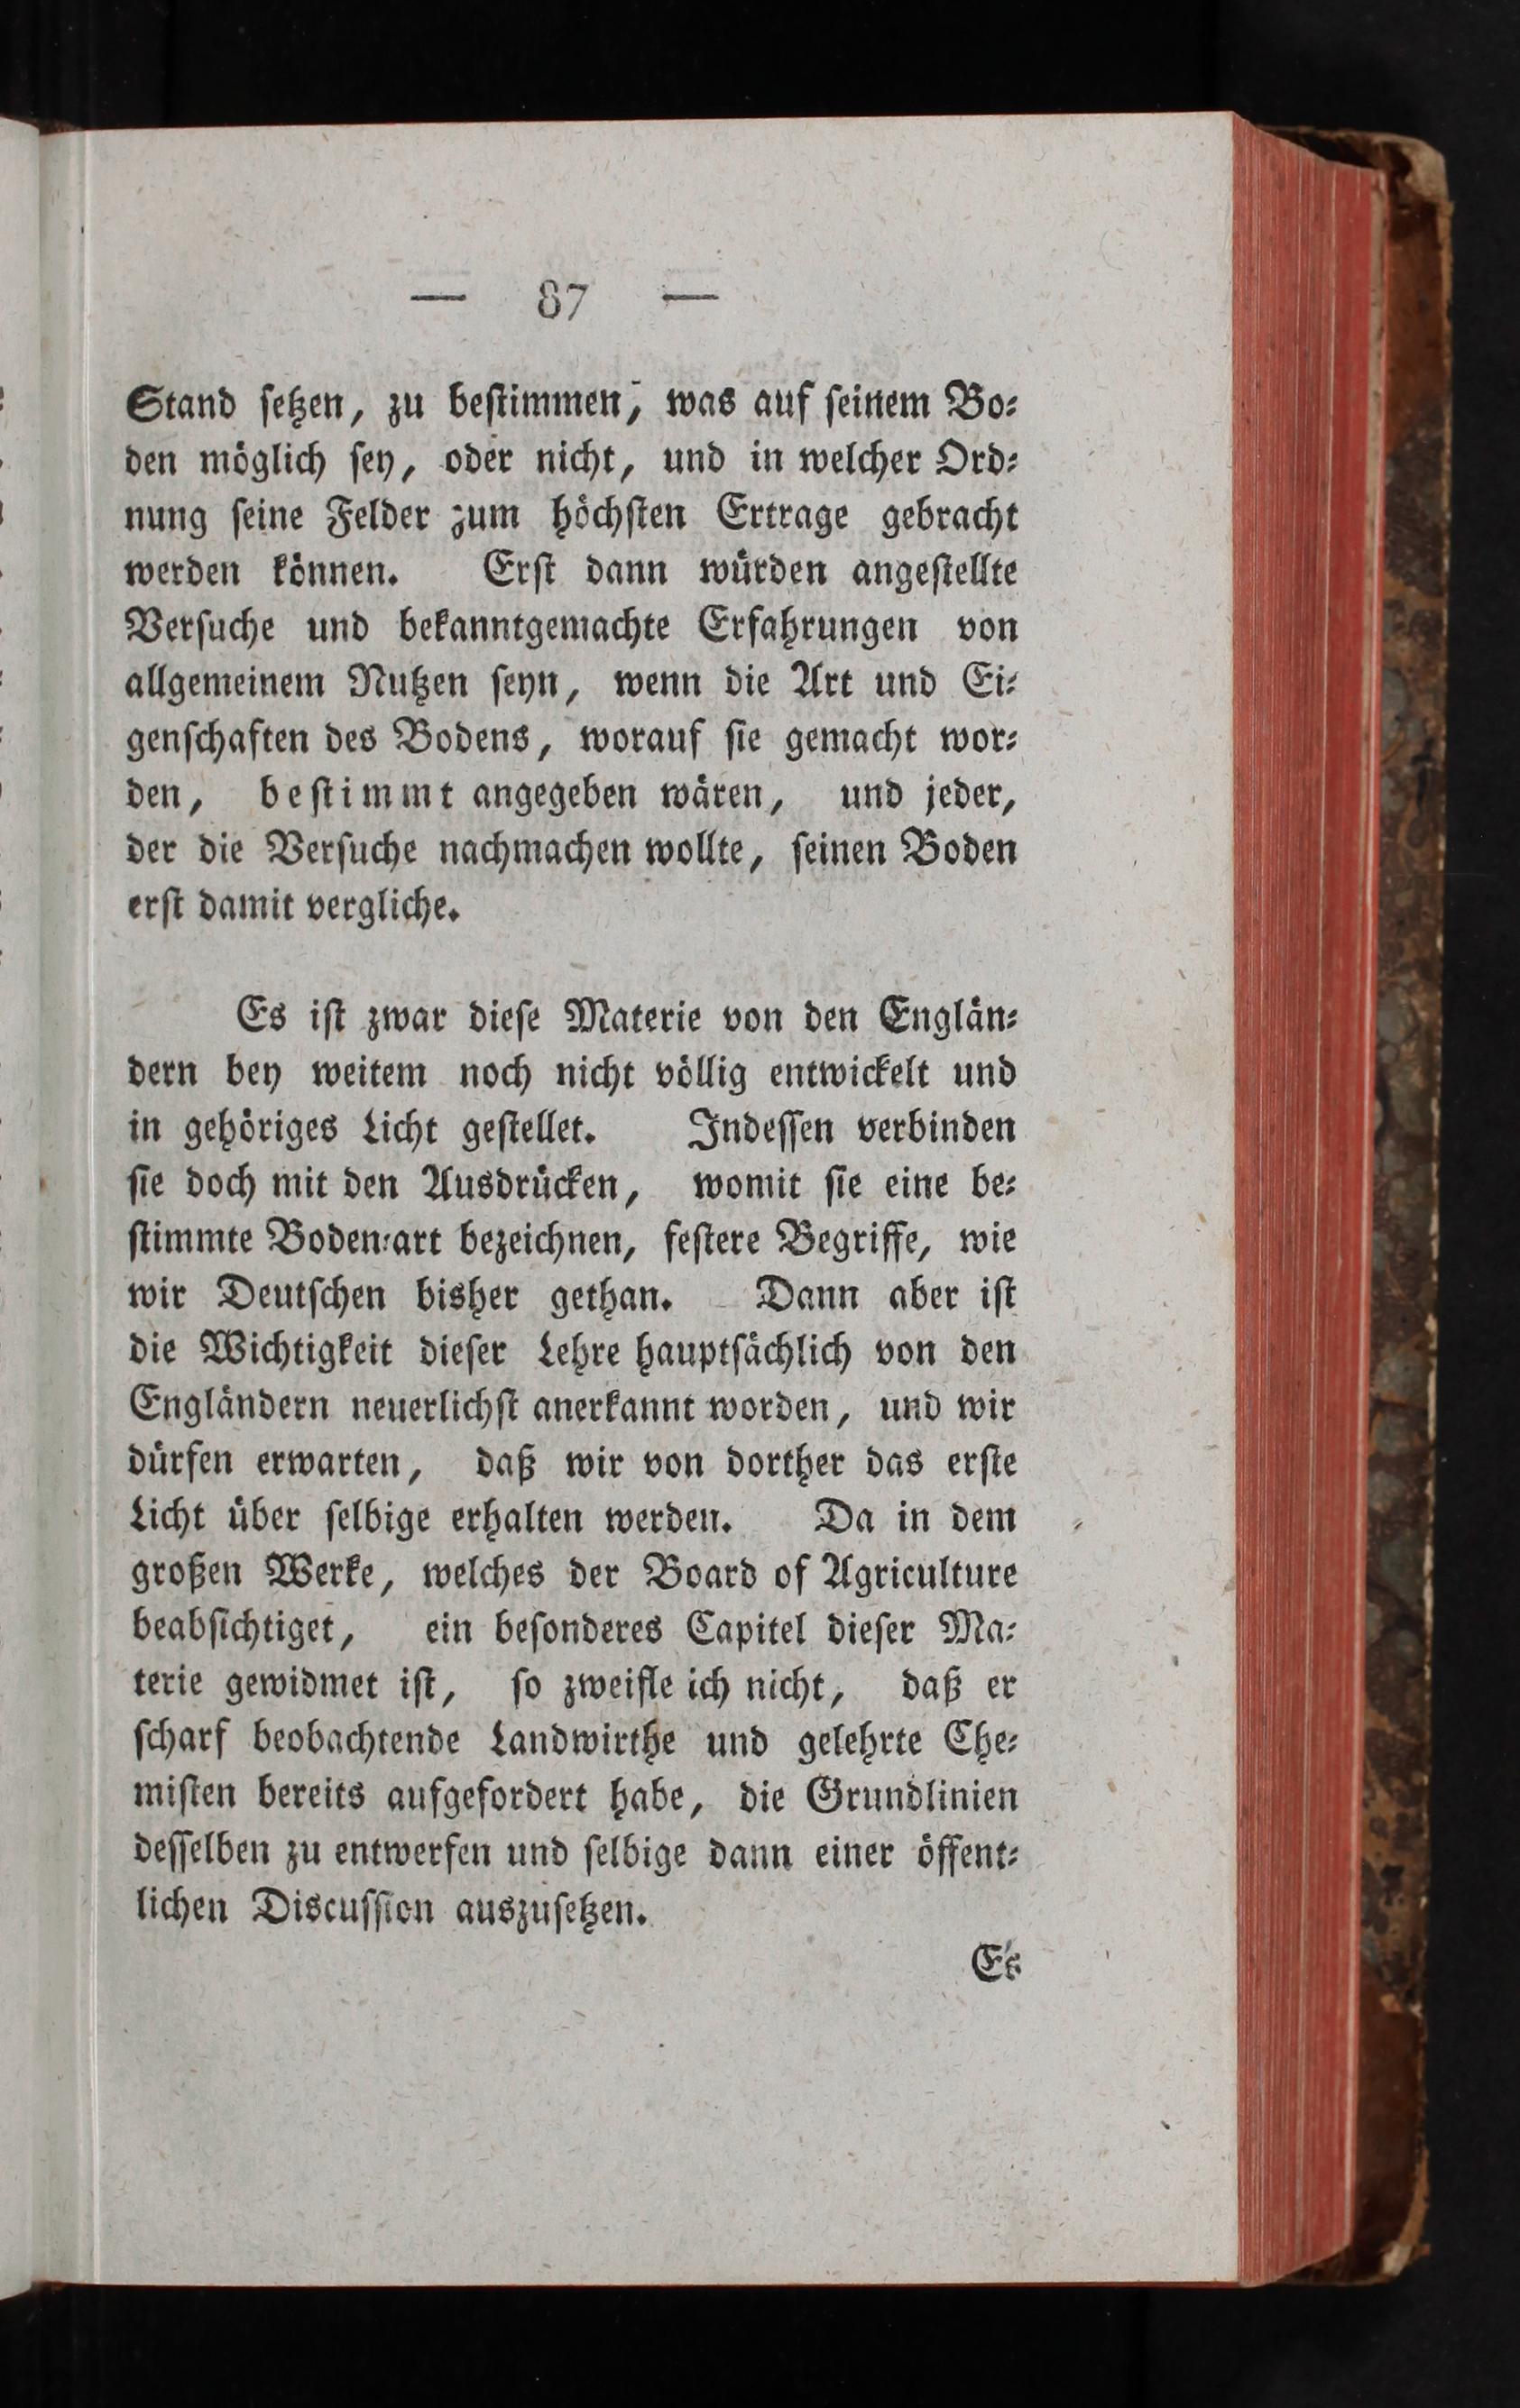 — 87 —
Stand ſetzen, zu beſtimmen, was auf ſeinem Bo⸗
den möglich ſey, oder nicht, und in welcher Ord⸗
nung ſeine Felder zum höchſten Ertrage gebracht
werden können. Erſt dann würden angeſtellte
Verſuche und bekanntgemachte Erfahrungen von
allgemeinem Nutzen ſeyn, wenn die Art und Ei⸗
genſchaften des Bodens, worauf ſie gemacht wor⸗
den, beſtimmt angegeben wären, und jeder,
der die Verſuche nachmachen wollte, ſeinen Boden
erſt damit vergliche.
Es iſt zwar dieſe Materie von den Englän⸗
dern bey weitem noch nicht völlig entwickelt und
in gehöriges Licht geſtellet. Indeſſen verbinden
ſie doch mit den Ausdrücken, womit ſie eine be⸗
ſtimmte Boden⸗art bezeichnen, feſtere Begriffe, wie
wir Deutſchen bisher gethan. Dann aber iſt
die Wichtigkeit dieſer Lehre hauptſächlich von den
Engländern neuerlichſt anerkannt worden, und wir
dürfen erwarten, daß wir von dorther das erſte
Licht über ſelbige erhalten werden. Da in dem
großen Werke, welches der Board of Agriculture
beabſichtiget, ein beſonderes Capitel dieſer Ma⸗
terie gewidmet iſt, ſo zweifle ich nicht, daß er
ſcharf beobachtende Landwirthe und gelehrte Che⸗
miſten bereits aufgefordert habe, die Grundlinien
deſſelben zu entwerfen und ſelbige dann einer öffent⸗
lichen Discuſſion auszuſetzen.
Es